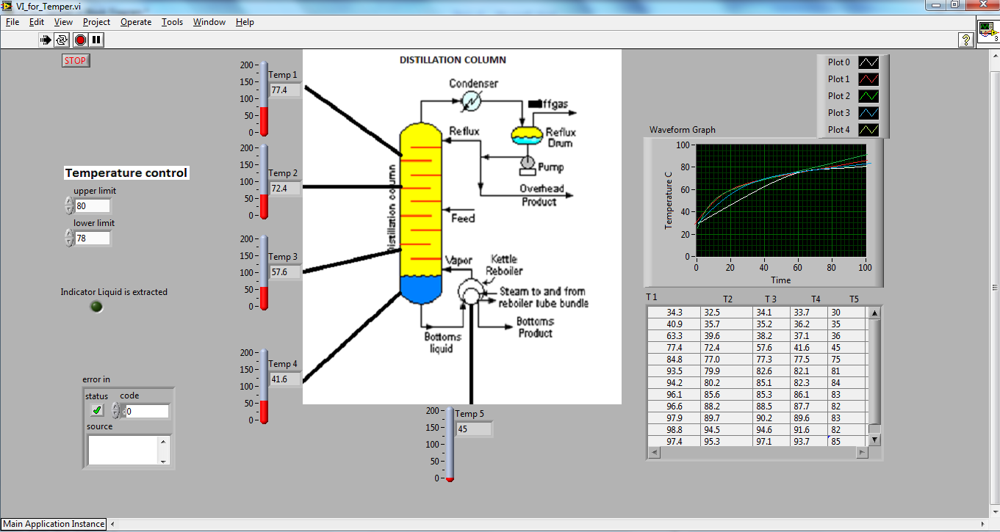 VI_for_Temper.vi
File Edit View Project Operate Tools Window Help
3
STOP
Temperature control
upper limit
80
lower limit
78
Indicator Liquid is extracted
error in
status code
0
source
200
150
100
50
0
Temp 1
77.4
200
150
100
50
0
Temp 2
72.4
200
150
100
50
0
Temp 3
57.6
200
150
100
50
0
Temp 4
41.6
200
150
100
50
0
Temp 5
45
DISTILLATION COLUMN
Condenser
ffgas
Reflux
Reflux
Drum
Pump
Overhead
Product
Distillation column
Feed
Vapor
Kettle
Reboiler
Steam to and from
reboiler tube bundle
Bottoms
Product
Bottoms
liquid
Plot 0
Plot 1
Plot 2
Plot 3
Plot 4
Waveform Graph
Temperature C
100
80
60
40
20
0
0 20 40 60 80 100
Time
T 1 T2 T 3 T4 T5
34.3 32.5 34.1 33.7 30
40.9 35.7 35.2 36.2 35
63.3 39.6 38.2 37.1 36
77.4 72.4 57.6 41.6 45
84.8 77.0 77.3 77.5 75
93.5 79.9 82.6 82.1 81
94.2 80.2 85.1 82.3 84
96.1 85.6 85.3 86.1 83
96.6 88.2 88.5 87.7 82
97.9 89.7 90.2 89.6 83
98.8 94.5 94.6 91.6 82
97.4 95.3 97.1 93.7 85
Main Application Instance